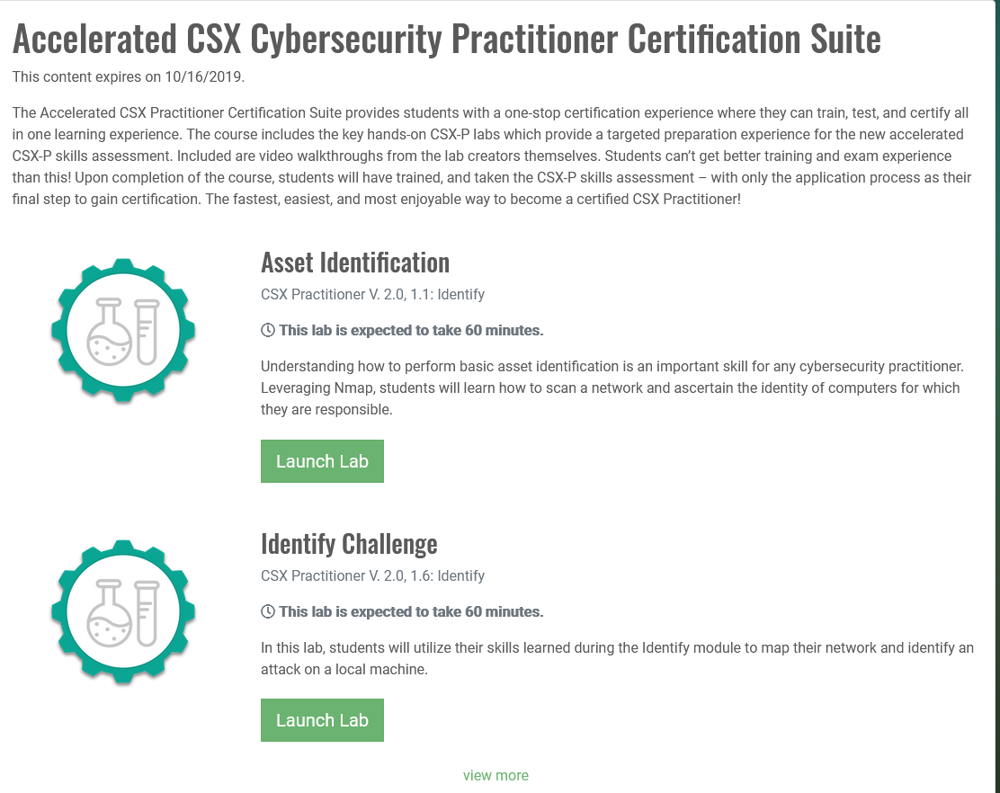 Accelerated CSX Cybersecurity Practitioner Certification Suite
This content expires on 10/16/2019.
The Accelerated CSX Practitioner Certification Suite provides students with a one-stop certification experience where they can train, test, and certify all
in one learning experience. The course includes the key hands-on CSX-P labs which provide a targeted preparation experience for the new accelerated
CSX-P skills assessment. Included are video walkthroughs from the lab creators themselves. Students can’t get better training and exam experience
than this! Upon completion of the course, students will have trained, and taken the CSX-P skills assessment – with only the application process as their
final step to gain certification. The fastest, easiest, and most enjoyable way to become a certified CSX Practitioner!
Asset Identification
CSX Practitioner V. 2.0, 1.1: Identify
This lab is expected to take 60 minutes.
Understanding how to perform basic asset identification is an important skill for any cybersecurity practitioner.
Leveraging Nmap, students will learn how to scan a network and ascertain the identity of computers for which
they are responsible.
Launch Lab
Identify Challenge
CSX Practitioner V. 2.0, 1.6: Identify
This lab is expected to take 60 minutes.
In this lab, students will utilize their skills learned during the Identify module to map their network and identify an
attack on a local machine.
Launch Lab
view more